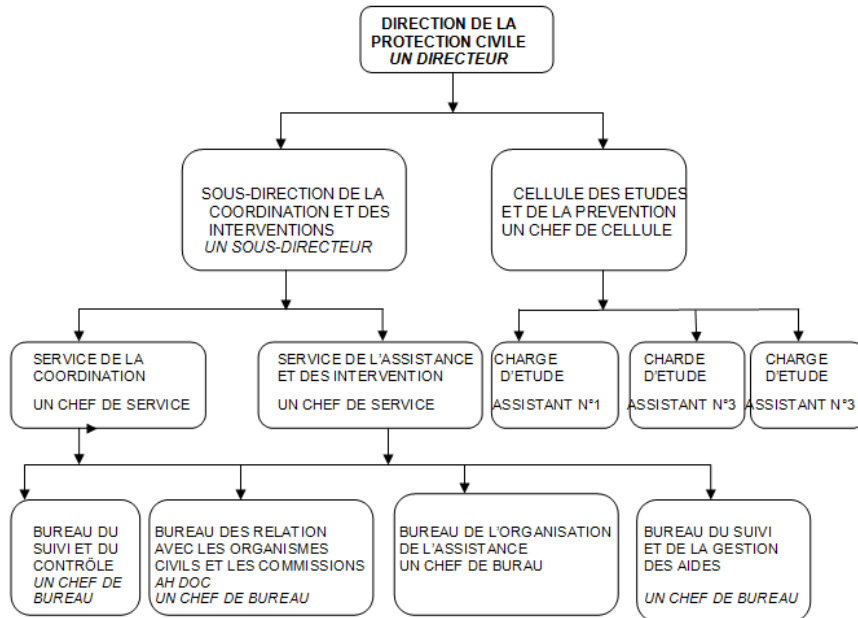 DIRECTION DE LA
PROTECTION CIVILE
UN DIRECTEUR
SOUS-DIRECTION DE LA
COORDINATION ET DES
INTERVENTIONS
UN SOUS-DIRECTEUR
CELLULE DES ETUDES
ET DE LA PREVENTION
UN CHEF DE CELLULE
SERVICE DE LA
COORDINATION
UN CHEF DE SERVICE
SERVICE DE L'ASSISTANCE
ET DES INTERVENTION
UN CHEF DE SERVICE
CHARGE
D'ETUDE
ASSISTANT N°1
CHARDE
D'ETUDE
ASSISTANT N°3
CHARGE
D'ETUDE
ASSISTANT N°3
BUREAU DU
SUIVI ET DU
CONTRÔLE
UN CHEF DE
BUREAU
BUREAU DES RELATION
AVEC LES ORGANISMES
CIVILS ET LES COMMISSIONS
AH DOC
UN CHEF DE BUREAU
BUREAU DE L'ORGANISATION
DE L'ASSISTANCE
UN CHEF DE BURAU
BUREAU DU SUIVI
ET DE LA GESTION
DES AIDES
UN CHEF DE BUREAU